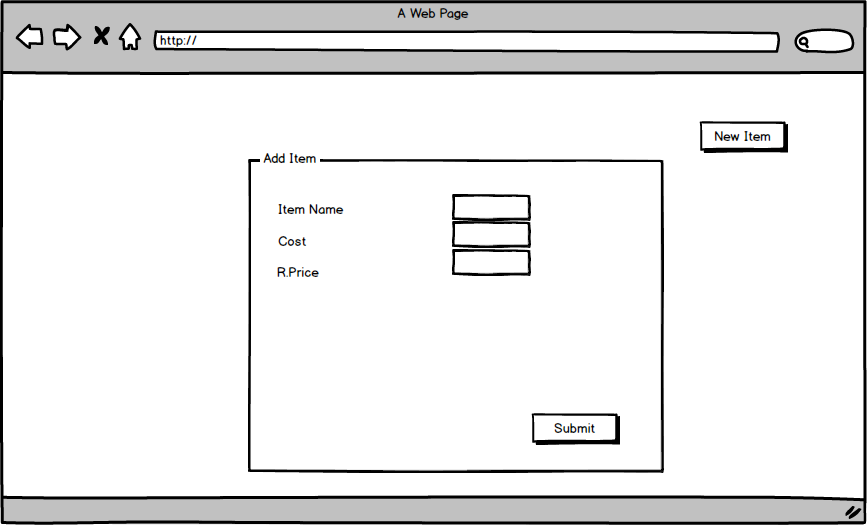 A Web Page
http://
New Item
Add Item
Item Name
Cost
R.Price
Submit